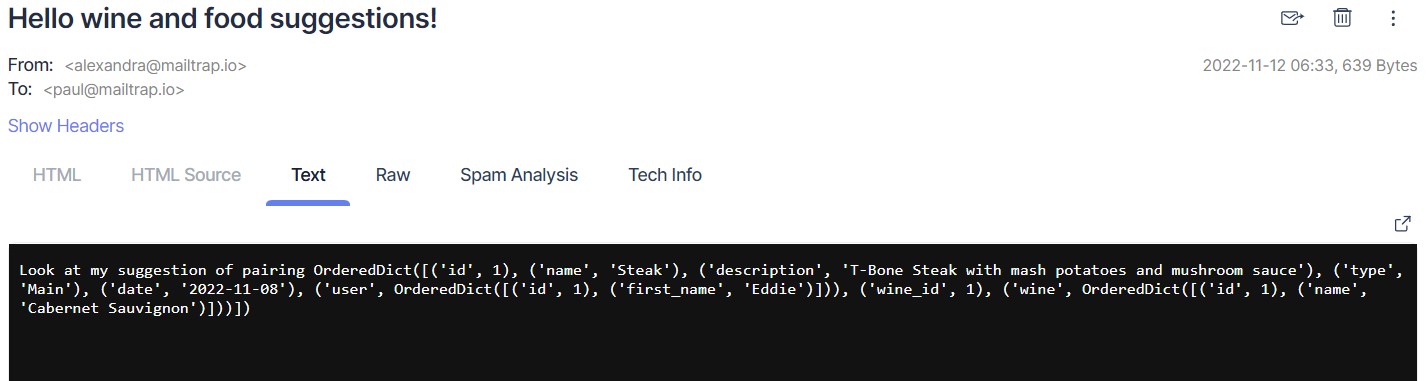 Hello wine and food suggestions!
From: <alexandra@mailtrap.io>
2022-11-12 06:33, 639 Bytes
To: <paul@mailtrap.io>
Show Headers
HTML HTML Source Text Raw Spam Analysis Tech Info
Look at my suggestion of pairing OrderedDict([('id', 1), ('name', 'Steak'), ('description', 'T-Bone Steak with mash potatoes and mushroom sauce'), ('type',
'Main'), ('date', '2022-11-08'), ('user', OrderedDict([('id', 1), ('first_name', 'Eddie')])), ('wine_id', 1), ('wine', OrderedDict([('id', 1), ('name',
'Cabernet Sauvignon')]))])